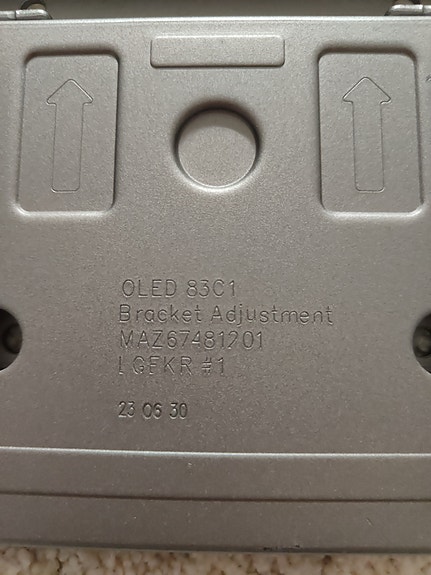 OLED 83C1
Bracket Adjustment
MAZ67481201
LGEKR #1
23 06 30